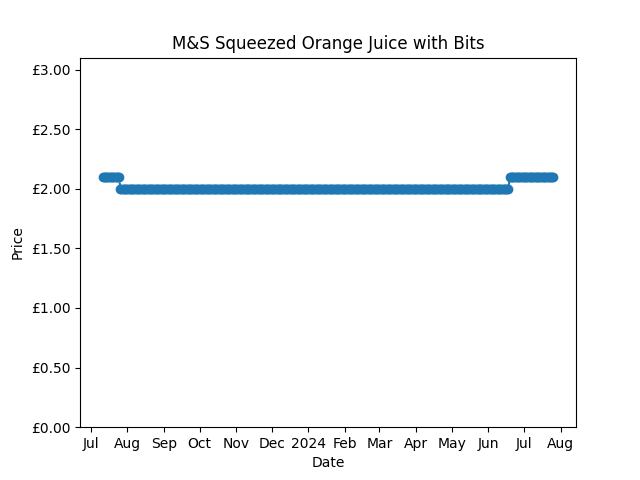 M&S Squeezed Orange Juice with Bits
£3.00
£2.50
£2.00
£1.50
£1.00
£0.50
£0.00
Price
Jul Aug Sep Oct Nov Dec 2024 Feb Mar Apr May Jun Jul Aug
Date